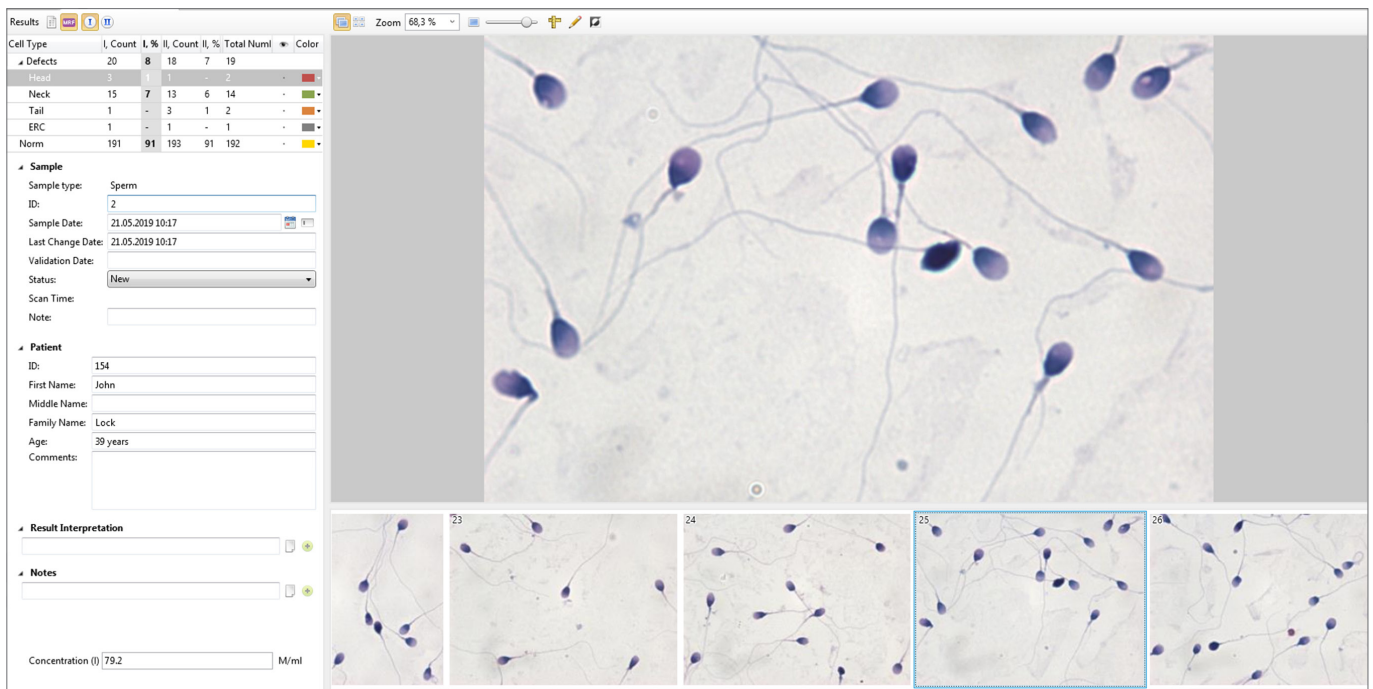 Results MRF I II
Zoom 68,3 %
Cell Type I, Count I, % II, Count II, % Total Numl Color
Defects 20 8 18 7 19
Head 3 1 1 - 2
Neck 15 7 13 6 14
Tail 1 - 3 1 2
ERC 1 - 1 - 1
Norm 191 91 193 91 192
Sample
Sample type: Sperm
ID: 2
Sample Date: 21.05.2019 10:17
Last Change Date: 21.05.2019 10:17
Validation Date:
Status: New
Scan Time:
Note:
Patient
ID: 154
First Name: John
Middle Name:
Family Name: Lock
Age: 39 years
Comments:
Result Interpretation
Notes
Concentration (I) 79.2 M/ml
23
24
25
26